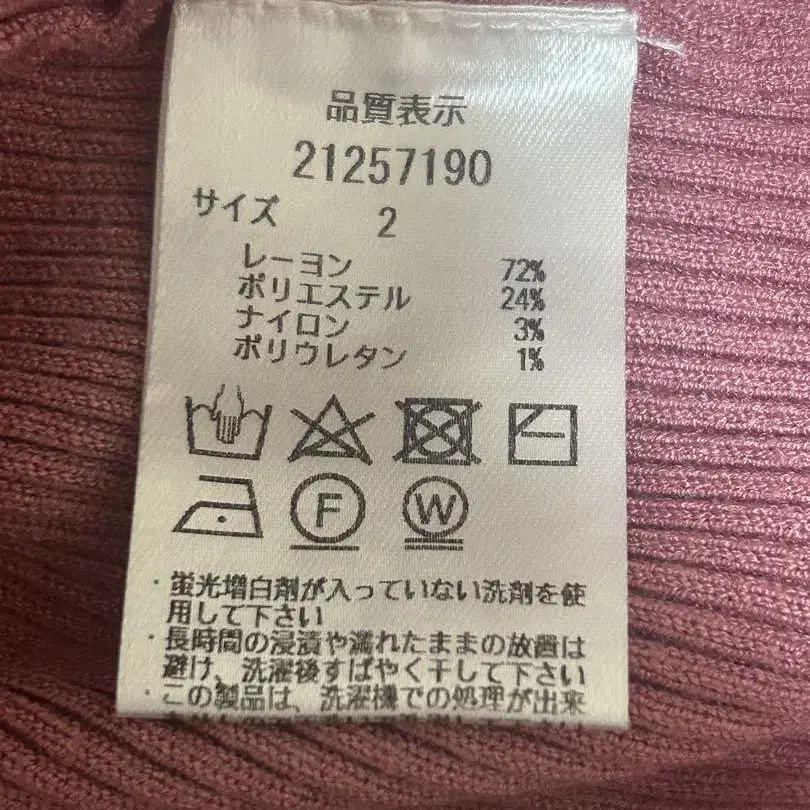 品質表示
21257190
サイズ 2
レーヨン 72%
ポリエステル 24%
ナイロン 3%
ポリウレタン 1%
F W
・蛍光増白剤が入っていない洗剤を使
用して下さい
・長時間の浸漬や濡れたままの放置は
避け、洗濯後すばやく干して下さい
・この製品は、洗濯機での処理が出来